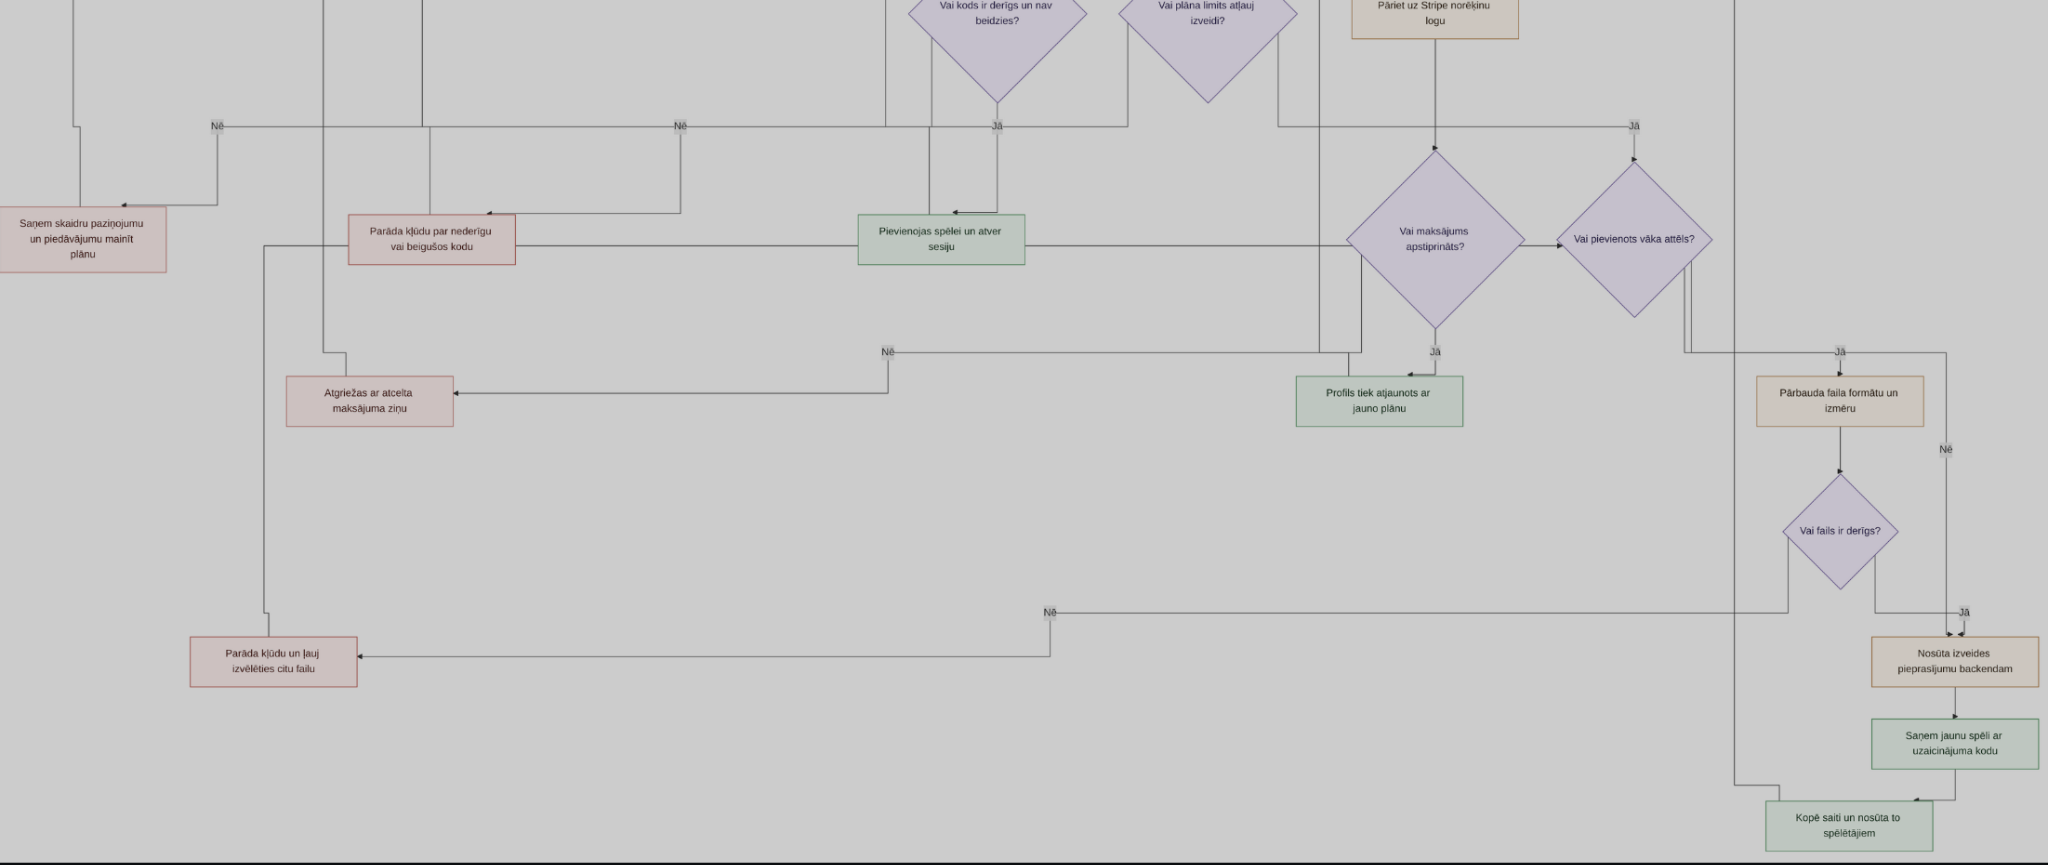 Vai kods ir derīgs un nav
beidzies?
Vai plāna limits atļauj
izveidi?
Pāriet uz Stripe norēķinu
logu
Nē
Nē
Jā
Jā
Saņem skaidru paziņojumu
un piedāvājumu mainīt
plānu
Parāda kļūdu par nederīgu
vai beigušos kodu
Pievienojas spēlei un atver
sesiju
Vai maksājums
apstiprināts?
Vai pievienots vāka attēls?
Nē
Jā
Jā
Atgriežas ar atcelta
maksājuma ziņu
Profils tiek atjaunots ar
jauno plānu
Pārbauda faila formātu un
izmēru
Nē
Vai fails ir derīgs?
Nē
Jā
Parāda kļūdu un ļauj
izvēlēties citu failu
Nosūta izveides
pieprasījumu backendam
Saņem jaunu spēli ar
uzaicinājuma kodu
Kopē saiti un nosūta to
spēlētājiem